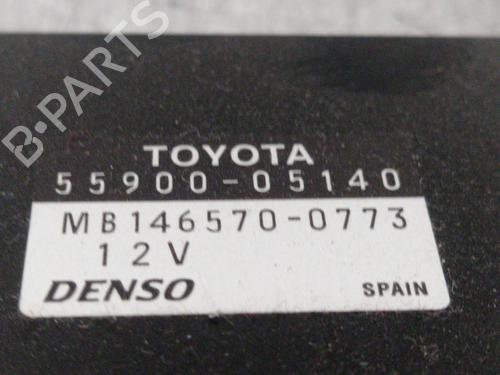 B-PARTS
TOYOTA
55900-05140
MB146570-0773
12V
DENSO SPAIN